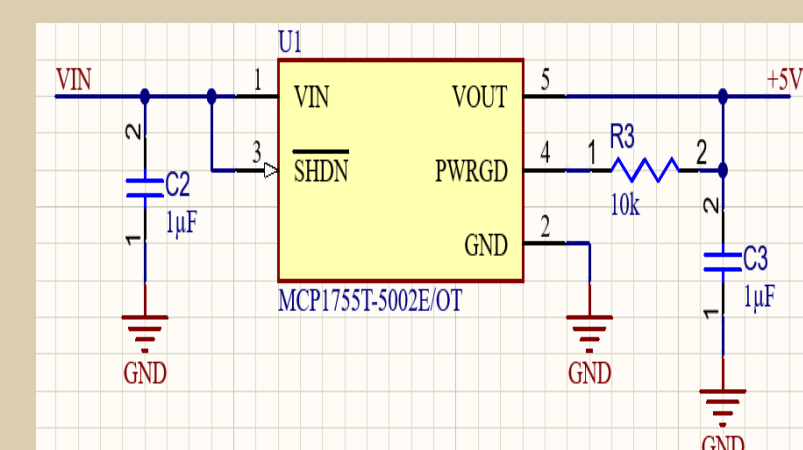 U1
VIN
1
VIN
VOUT
5
+5V
2
C2
1µF
1
3
SHDN
PWRGD
4
1
R3
10k
2
GND
2
2
C3
1µF
1
MCP1755T-5002E/OT
GND
GND
GND